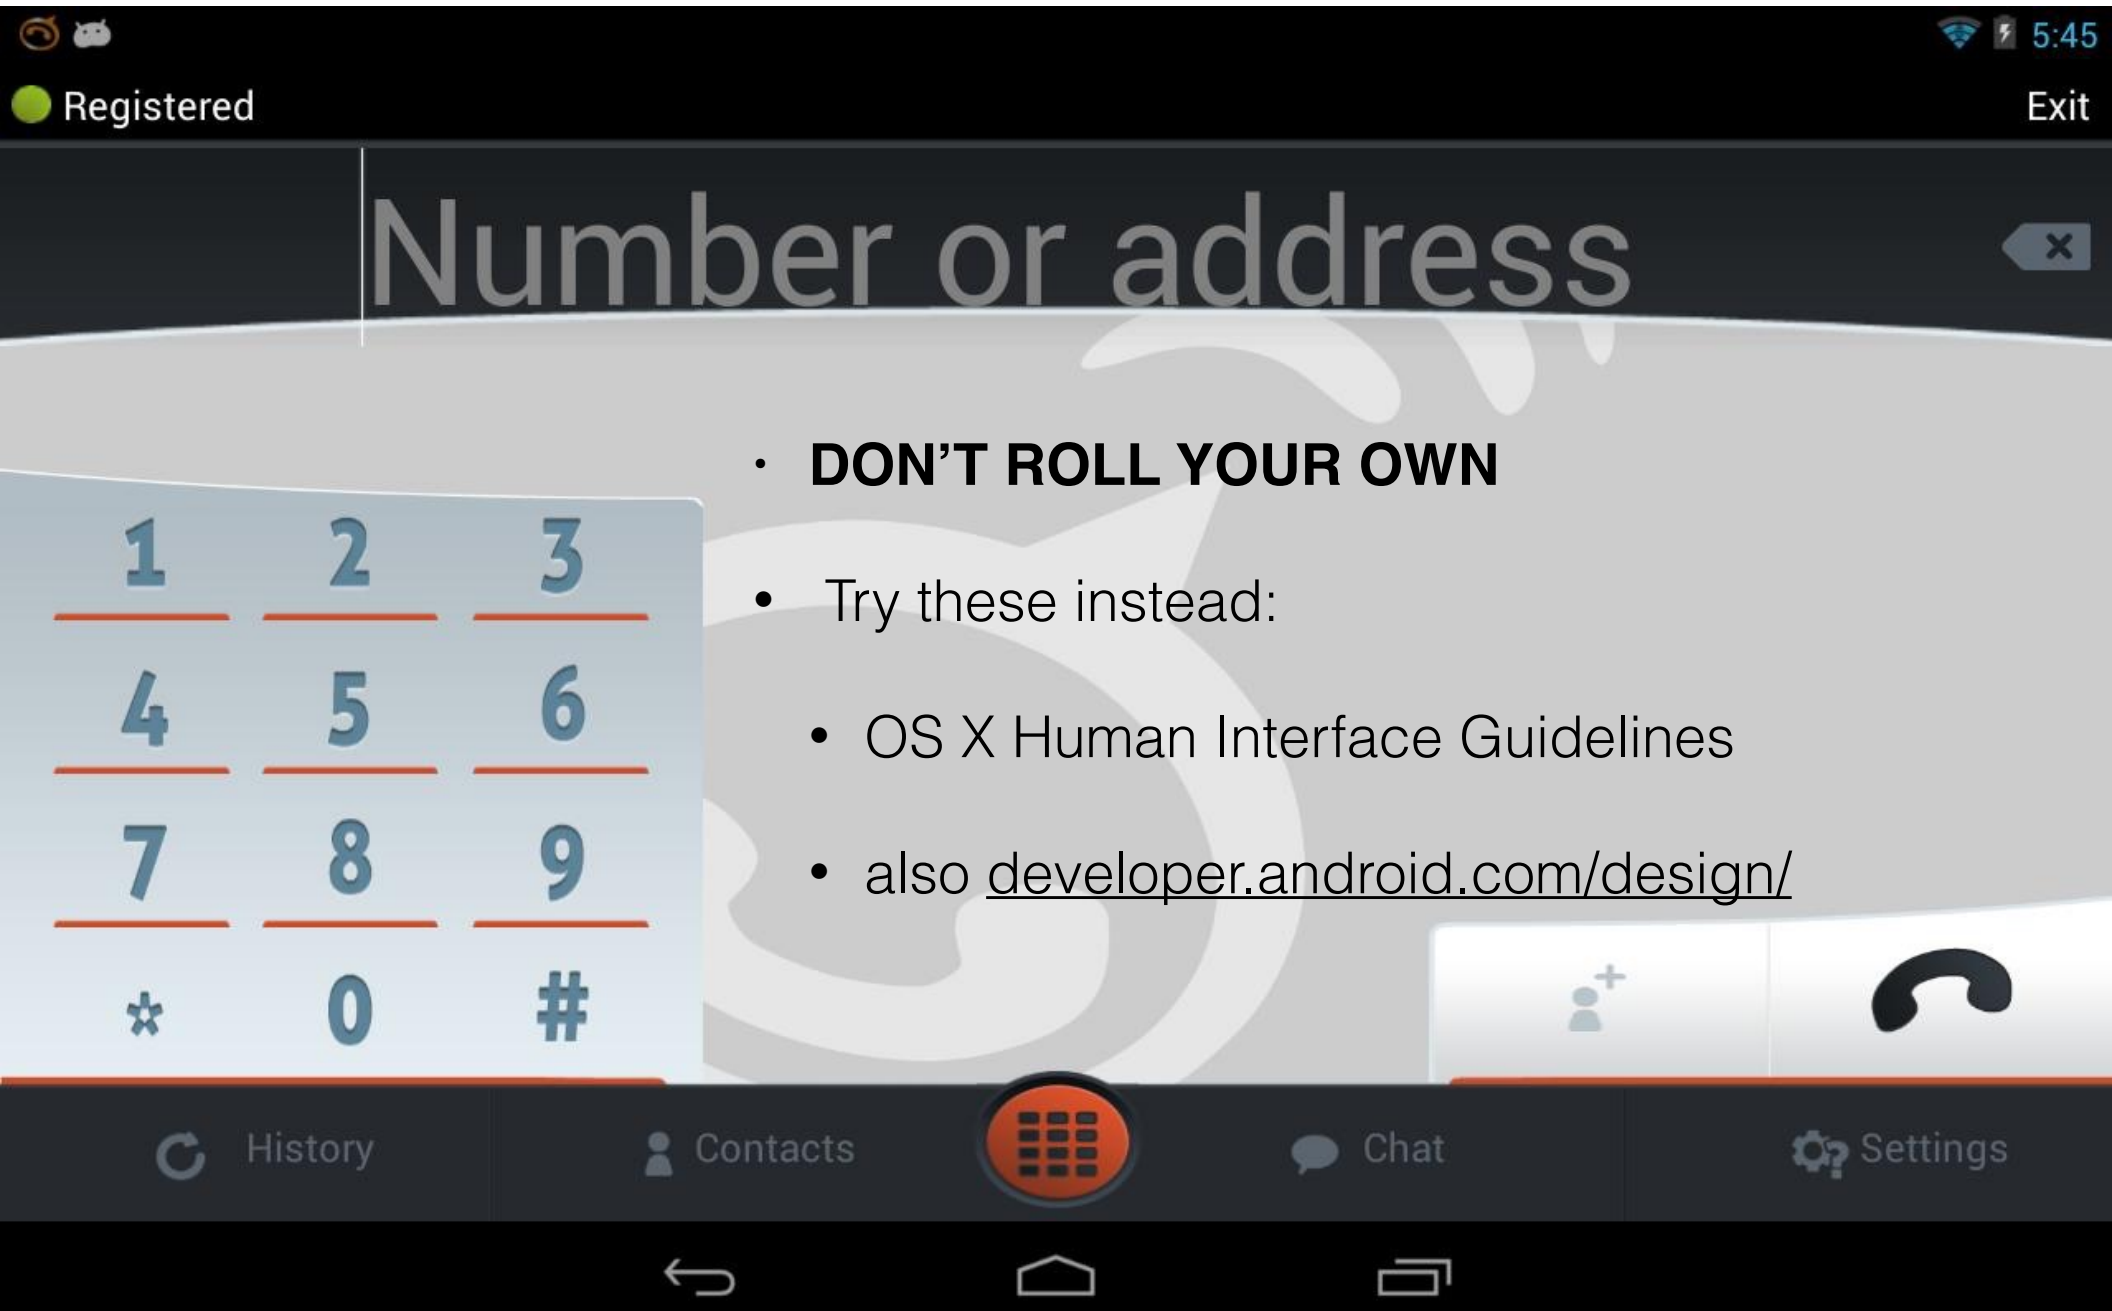 5:45
Registered
Exit
Number or address
• DON’T ROLL YOUR OWN
• Try these instead:
• OS X Human Interface Guidelines
• also developer.android.com/design/
1 2 3
4 5 6
7 8 9
* 0 #
History Contacts Chat Settings